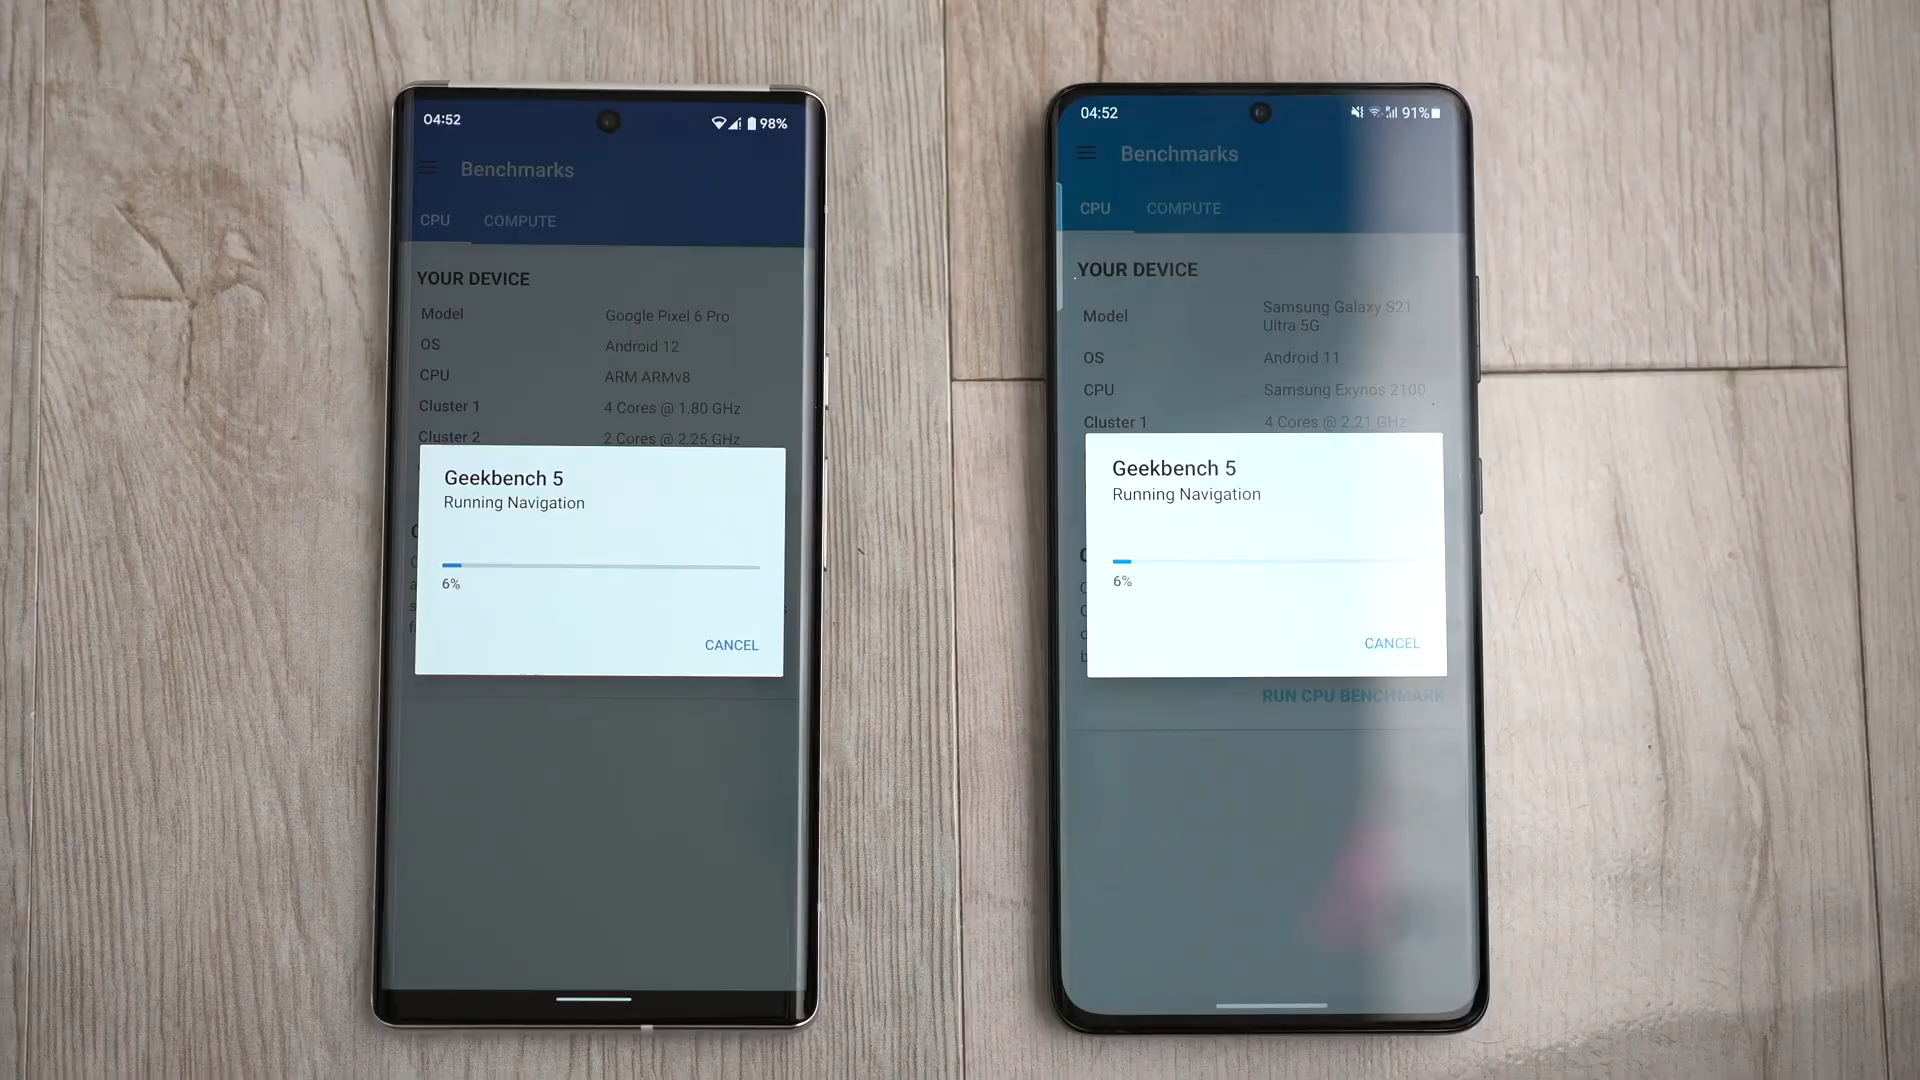 04:52
98%
Benchmarks
CPU COMPUTE
YOUR DEVICE
Model Google Pixel 6 Pro
OS Android 12
CPU ARM ARMv8
Cluster 1 4 Cores @ 1.80 GHz
Cluster 2 2 Cores @ 2.25 GHz
Geekbench 5
Running Navigation
6%
CANCEL
04:52
91%
Benchmarks
CPU COMPUTE
YOUR DEVICE
Model Samsung Galaxy S21
Ultra 5G
OS Android 11
CPU Samsung Exynos 2100
Cluster 1 4 Cores @ 2.21 GHz
Geekbench 5
Running Navigation
6%
CANCEL
RUN CPU BENCHMARK